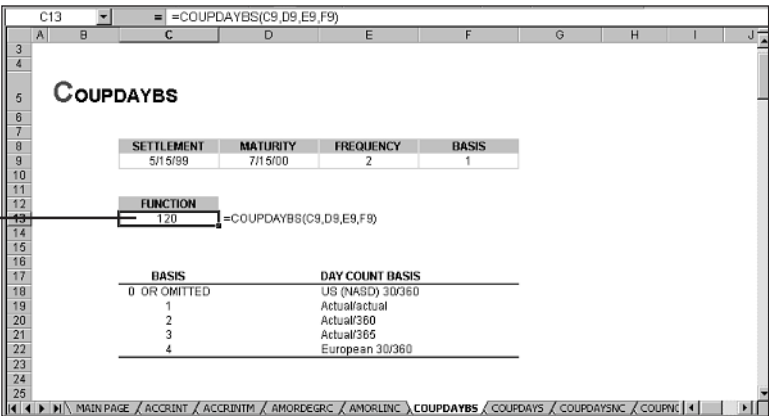 C13 = =COUPDAYBS(C9,D9,E9,F9)
A B C D E F G H I J
3
4
5 COUPDAYBS
6
7
8 SETTLEMENT MATURITY FREQUENCY BASIS
9 5/15/99 7/15/00 2 1
10
11
12 FUNCTION
13 120 =COUPDAYBS(C9,D9,E9,F9)
14
15
16
17 BASIS DAY COUNT BASIS
18 0 OR OMITTED US (NASD) 30/360
19 1 Actual/actual
20 2 Actual/360
21 3 Actual/365
22 4 European 30/360
23
24
25
MAIN PAGE ACCRINT ACCRINTM AMORDEGRC AMORLINC COUPDAYBS COUPDAYS COUPDAYSNC COUPNC